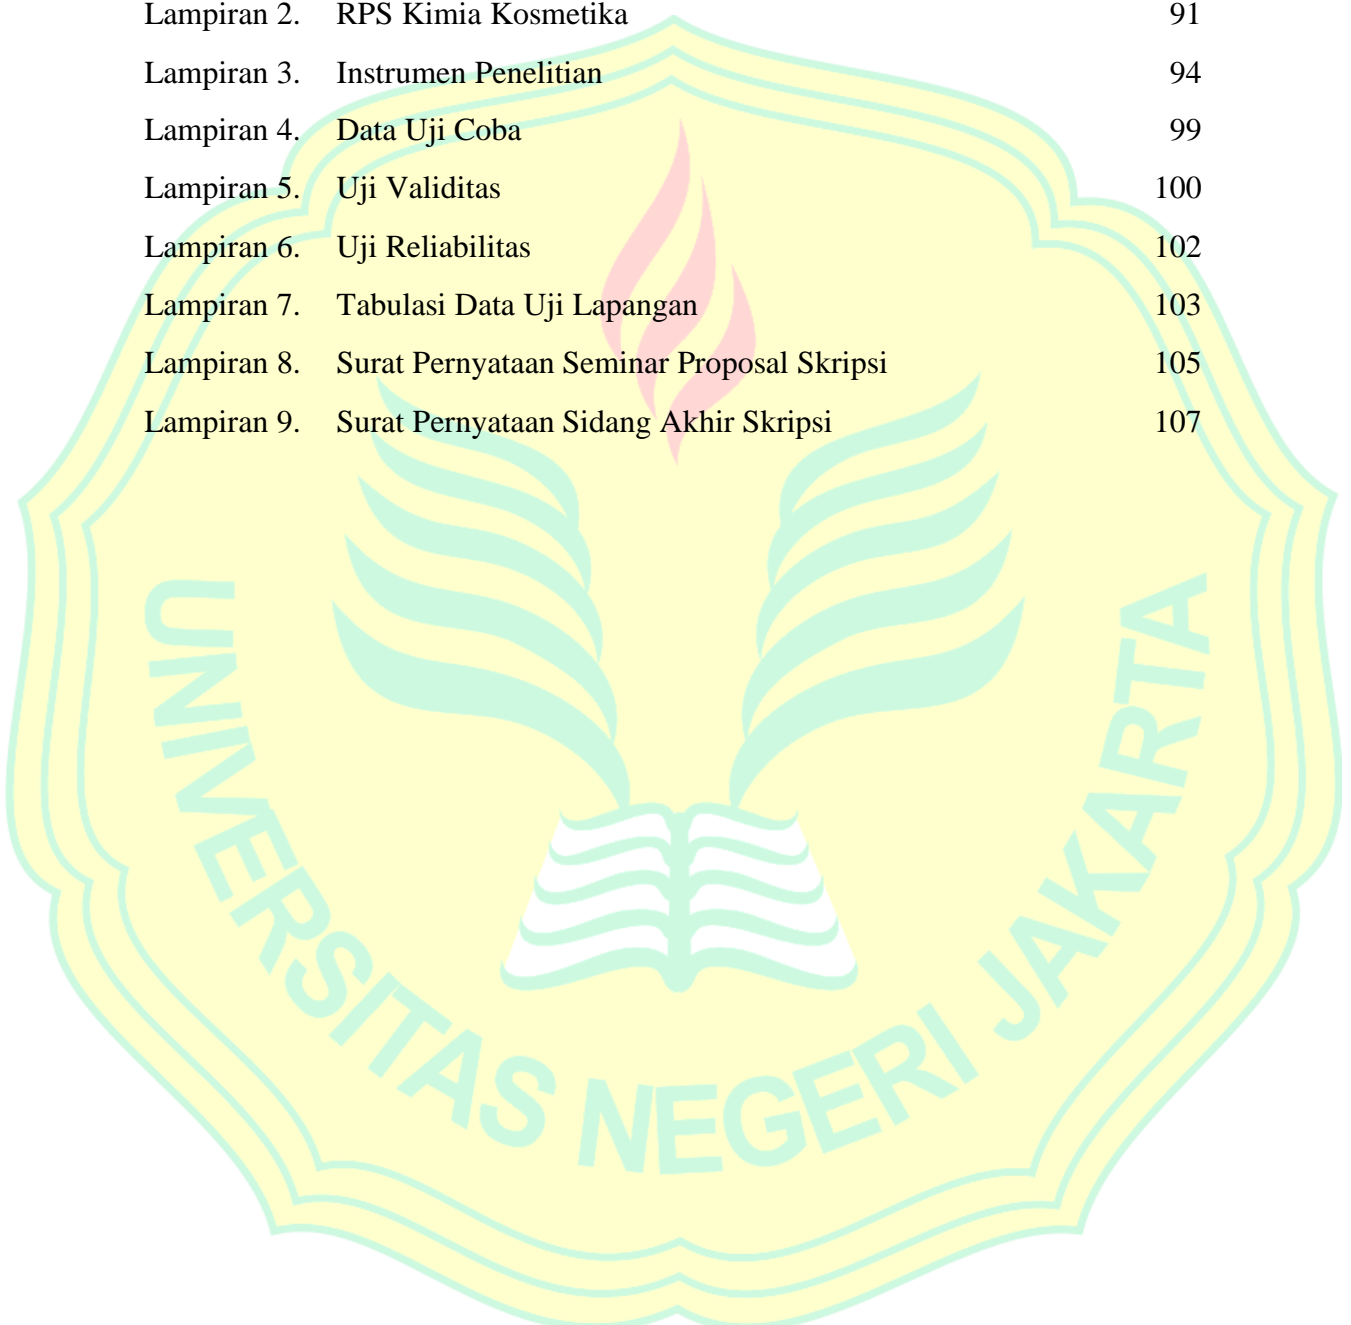 Lampiran 2. RPS Kimia Kosmetika 91
Lampiran 3. Instrumen Penelitian 94
Lampiran 4. Data Uji Coba 99
Lampiran 5. Uji Validitas 100
Lampiran 6. Uji Reliabilitas 102
Lampiran 7. Tabulasi Data Uji Lapangan 103
Lampiran 8. Surat Pernyataan Seminar Proposal Skripsi 105
Lampiran 9. Surat Pernyataan Sidang Akhir Skripsi 107
UNIVERSITAS NEGERI JAKARTA